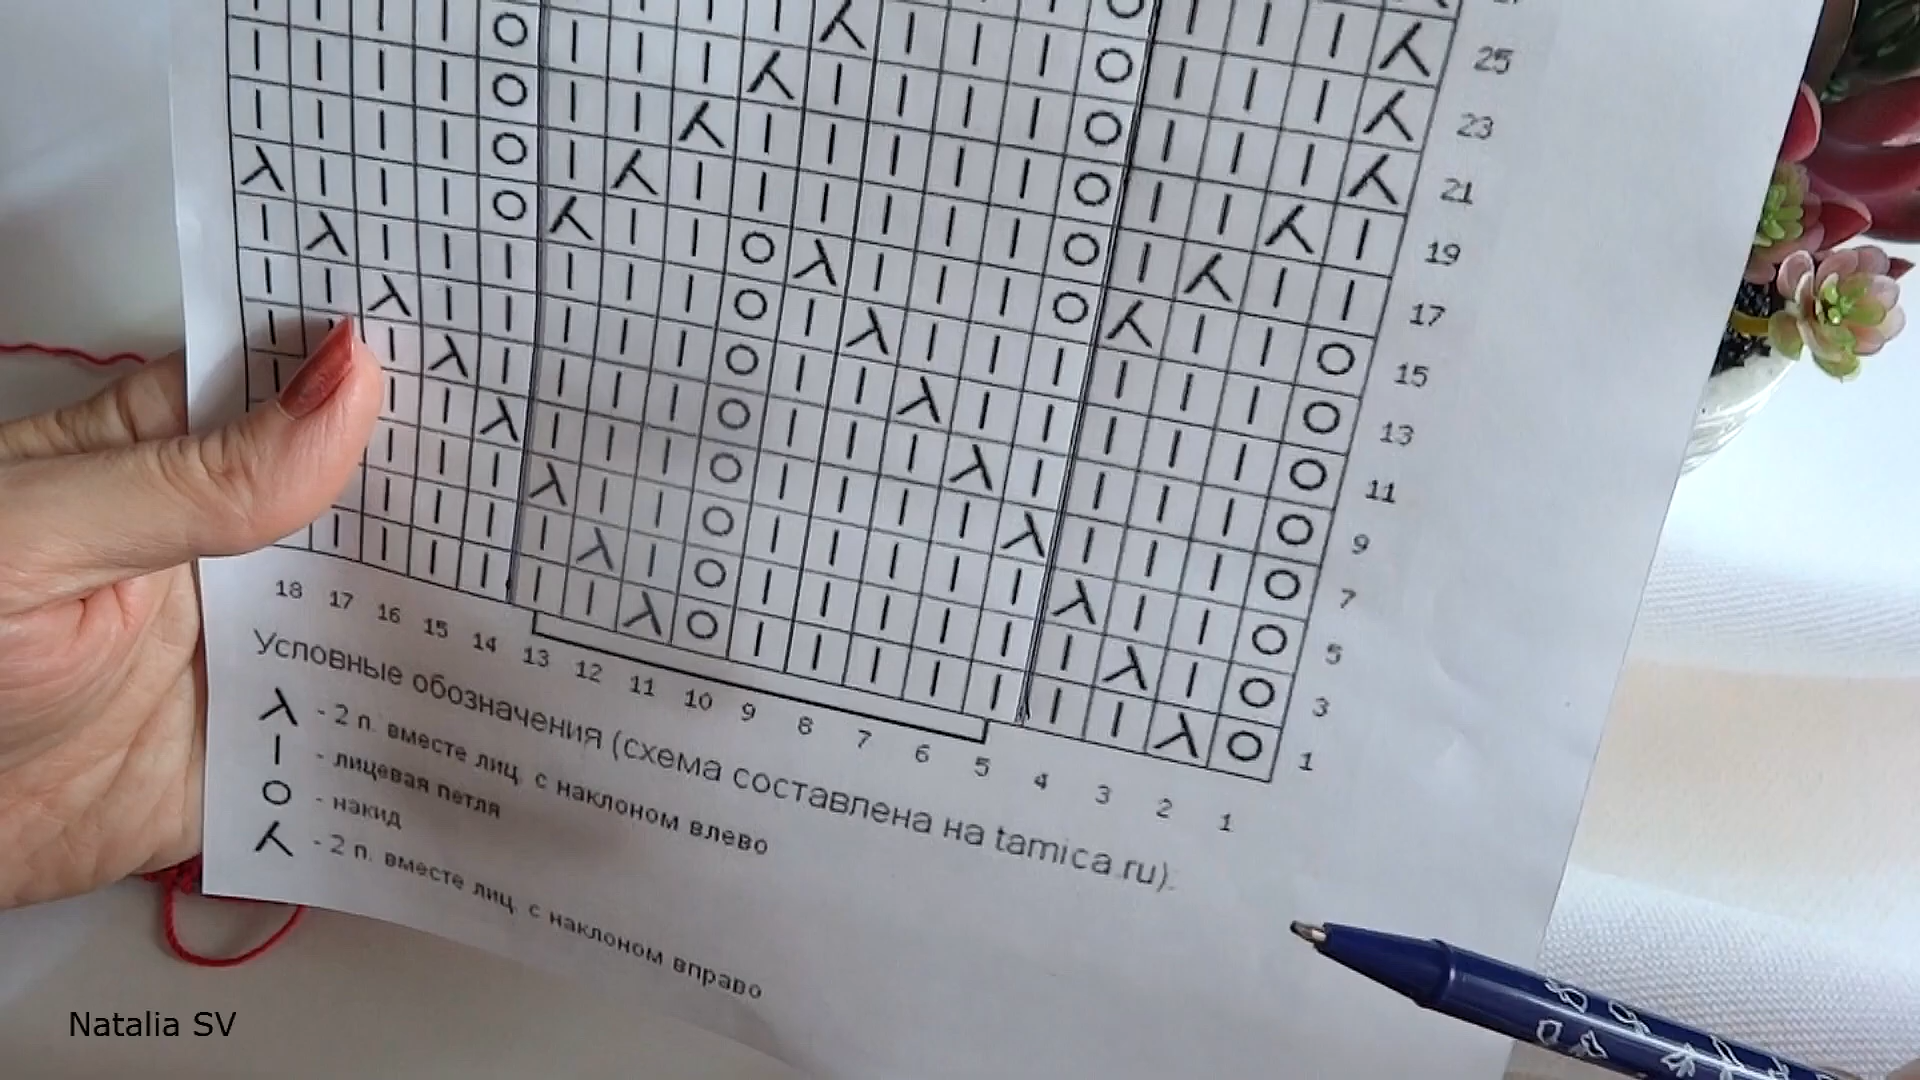 25
23
21
19
17
15
13
11
9
7
5
3
1
18 17 16 15 14 13 12 11 10 9 8 7 6 5 4 3 2 1
Условные обозначения (схема составлена на tamica.ru):
- 2 п. вместе лиц. с наклоном влево
- лицевая петля
- накид
- 2 п. вместе лиц. с наклоном вправо
Natalia SV